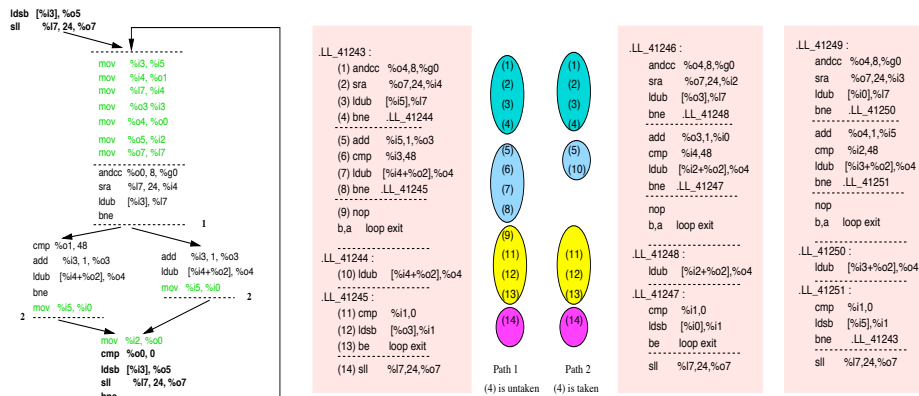 ldsb [%i3], %o5
sll %l7, 24, %o7
mov %i3, %i5
mov %i4, %o1
mov %l7, %i4
mov %o3 %i3
mov %o4, %o0
mov %o5, %i2
mov %o7, %l7
andcc %o0, 8, %g0
sra %l7, 24, %i4
ldub [%i3], %l7
bne
1
cmp %o1, 48
add %i3, 1, %o3
ldub [%i4+%o2], %o4
bne
mov %i5, %i0
2
add %i3, 1, %o3
ldub [%i4+%o2], %o4
mov %i5, %i0
2
mov %i2, %o0
cmp %o0, 0
ldsb [%i3], %o5
sll %l7, 24, %o7
bne
.LL_41243 :
(1) andcc %o4,8,%g0
(2) sra %o7,24,%i4
(3) ldub [%i5],%l7
(4) bne .LL_41244
(5) add %i5,1,%o3
(6) cmp %i3,48
(7) ldub [%i4+%o2],%o4
(8) bne .LL_41245
(9) nop
b,a loop exit
.LL_41244 :
(10) ldub [%i4+%o2],%o4
.LL_41245 :
(11) cmp %i1,0
(12) ldsb [%o3],%i1
(13) be loop exit
(14) sll %l7,24,%o7
(1)
(2)
(3)
(4)
(5)
(6)
(7)
(8)
(9)
(11)
(12)
(13)
(14)
Path 1
(4) is untaken
(1)
(2)
(3)
(4)
(5)
(10)
(11)
(12)
(13)
(14)
Path 2
(4) is taken
.LL_41246 :
andcc %o4,8,%g0
sra %o7,24,%i2
ldub [%o3],%l7
bne .LL_41248
add %o3,1,%i0
cmp %i4,48
ldub [%i2+%o2],%o4
bne .LL_41247
nop
b,a loop exit
.LL_41248 :
ldub [%i2+%o2],%o4
.LL_41247 :
cmp %i1,0
ldsb [%i0],%i1
be loop exit
sll %l7,24,%o7
.LL_41249 :
andcc %o4,8,%g0
sra %o7,24,%i3
ldub [%i0],%l7
bne .LL_41250
add %o4,1,%i5
cmp %i2,48
ldub [%i3+%o2],%o4
bne .LL_41251
nop
b,a loop exit
.LL_41250 :
ldub [%i3+%o2],%o4
.LL_41251 :
cmp %i1,0
ldsb [%i5],%i1
bne .LL_41243
sll %l7,24,%o7